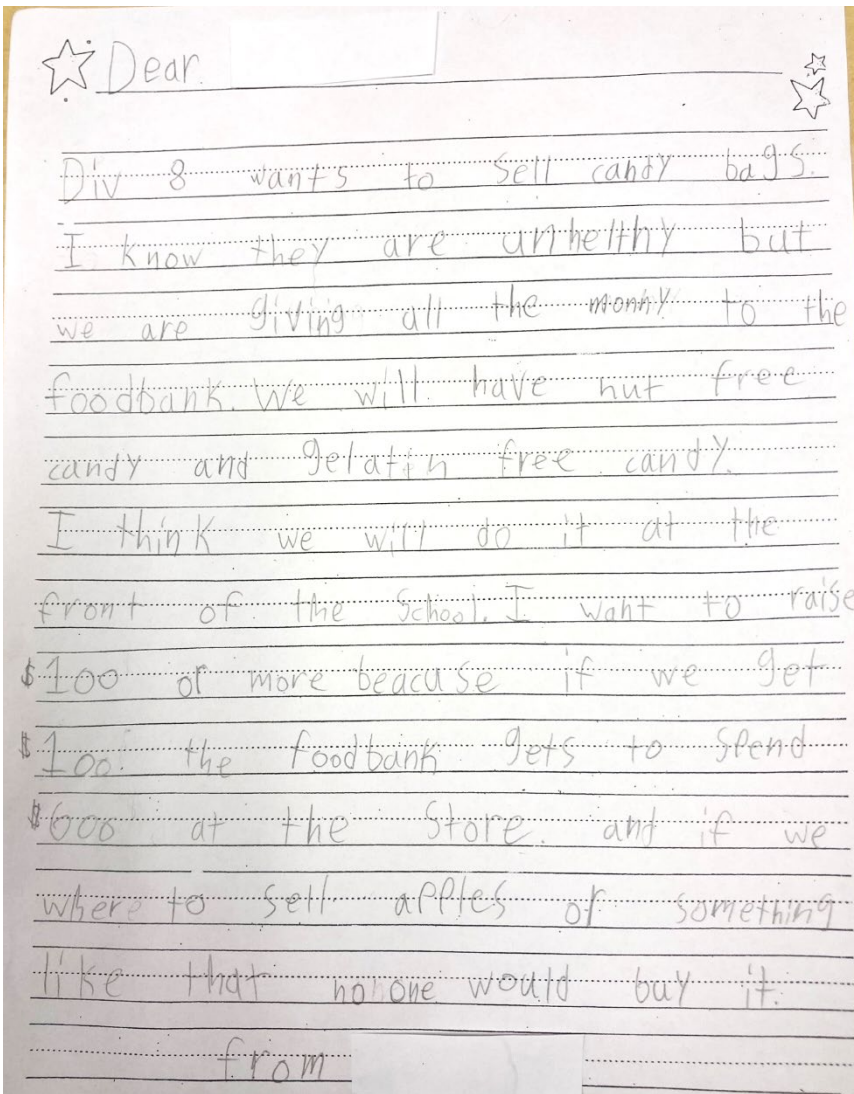 Dear
Div 8 wants to sell candy bags.
I know they are unhelthy but
we are giving all the monny to the
foodbank. We will have nut free
candy and gelatin free candy.
I think we will do it at the
front of the school. I want to raise
$100 or more beacuse if we get
$100 the foodbank gets to spend
$600 at the store. and if we
where to sell apples or something
like that no one would buy it.
from